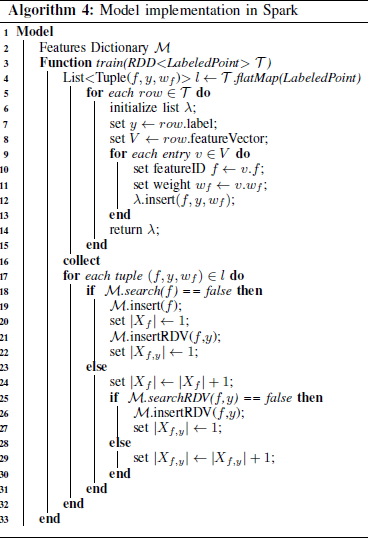 Algorithm 4: Model implementation in Spark
1 Model
2 Features Dictionary ℳ
3 Function train(RDD<LabeledPoint> 𝒯)
4 List<Tuple(f, y, w_f)> l ← 𝒯.flatMap(LabeledPoint)
5 for each row ∈ 𝒯 do
6 initialize list λ;
7 set y ← row.label;
8 set V ← row.featureVector;
9 for each entry v ∈ V do
10 set featureID f ← v.f;
11 set weight w_f ← v.w_f;
12 λ.insert(f, y, w_f);
13 end
14 return λ;
15 end
16 collect
17 for each tuple (f, y, w_f) ∈ l do
18 if ℳ.search(f) == false then
19 ℳ.insert(f);
20 set |X_f| ← 1;
21 ℳ.insertRDV(f,y);
22 set |X_{f,y}| ← 1;
23 else
24 set |X_f| ← |X_f| + 1;
25 if ℳ.searchRDV(f,y) == false then
26 ℳ.insertRDV(f,y);
27 set |X_{f,y}| ← 1;
28 else
29 set |X_{f,y}| ← |X_{f,y}| + 1;
30 end
31 end
32 end
33 end